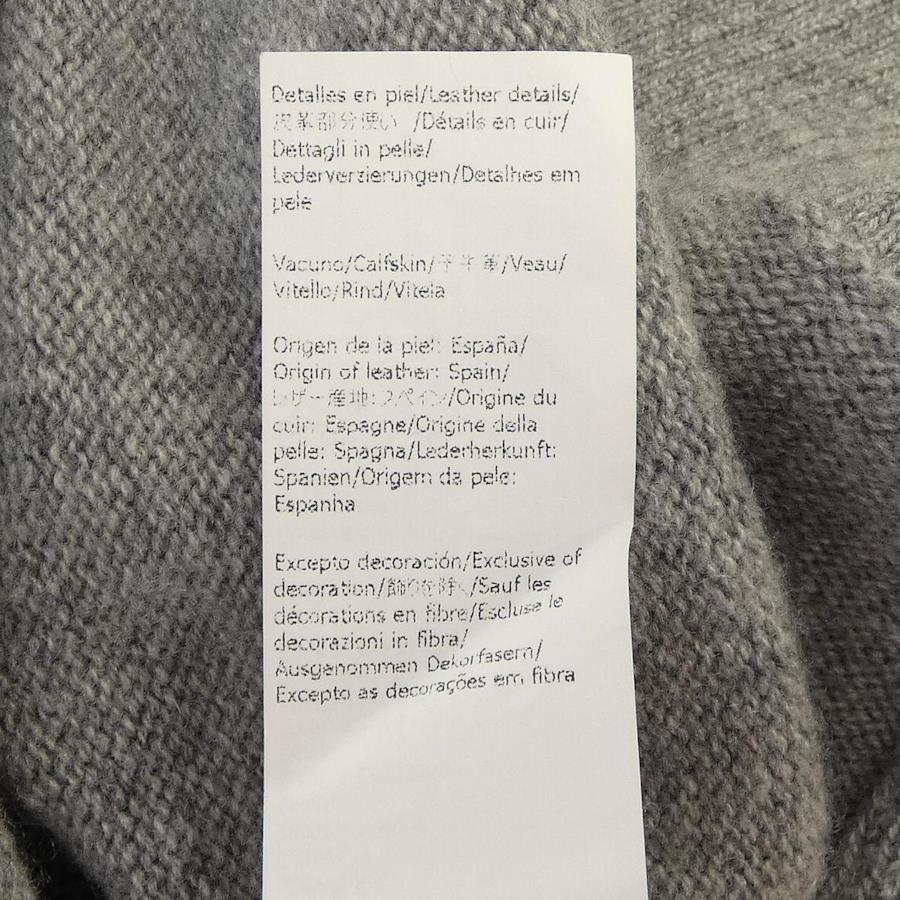 Detalles en piel/Leather details/
皮革部分使い /Détails en cuir/
Dettagli in pelle/
Lederverzierungen/Detalhes em
pele
Vacuno/Calfskin/子牛革/Veau/
Vitello/Rind/Vitela
Origen de la piel: España/
Origin of leather: Spain/
レザー産地:スペイン/Origine du
cuir: Espagne/Origine della
pelle: Spagna/Lederherkunft:
Spanien/Origem da pele:
Espanha
Excepto decoración/Exclusive of
decoration/飾りを除く/Sauf les
décorations en fibre/Escluse le
decorazioni in fibra/
Ausgenommen Dekorfasern/
Excepto as decorações em fibra